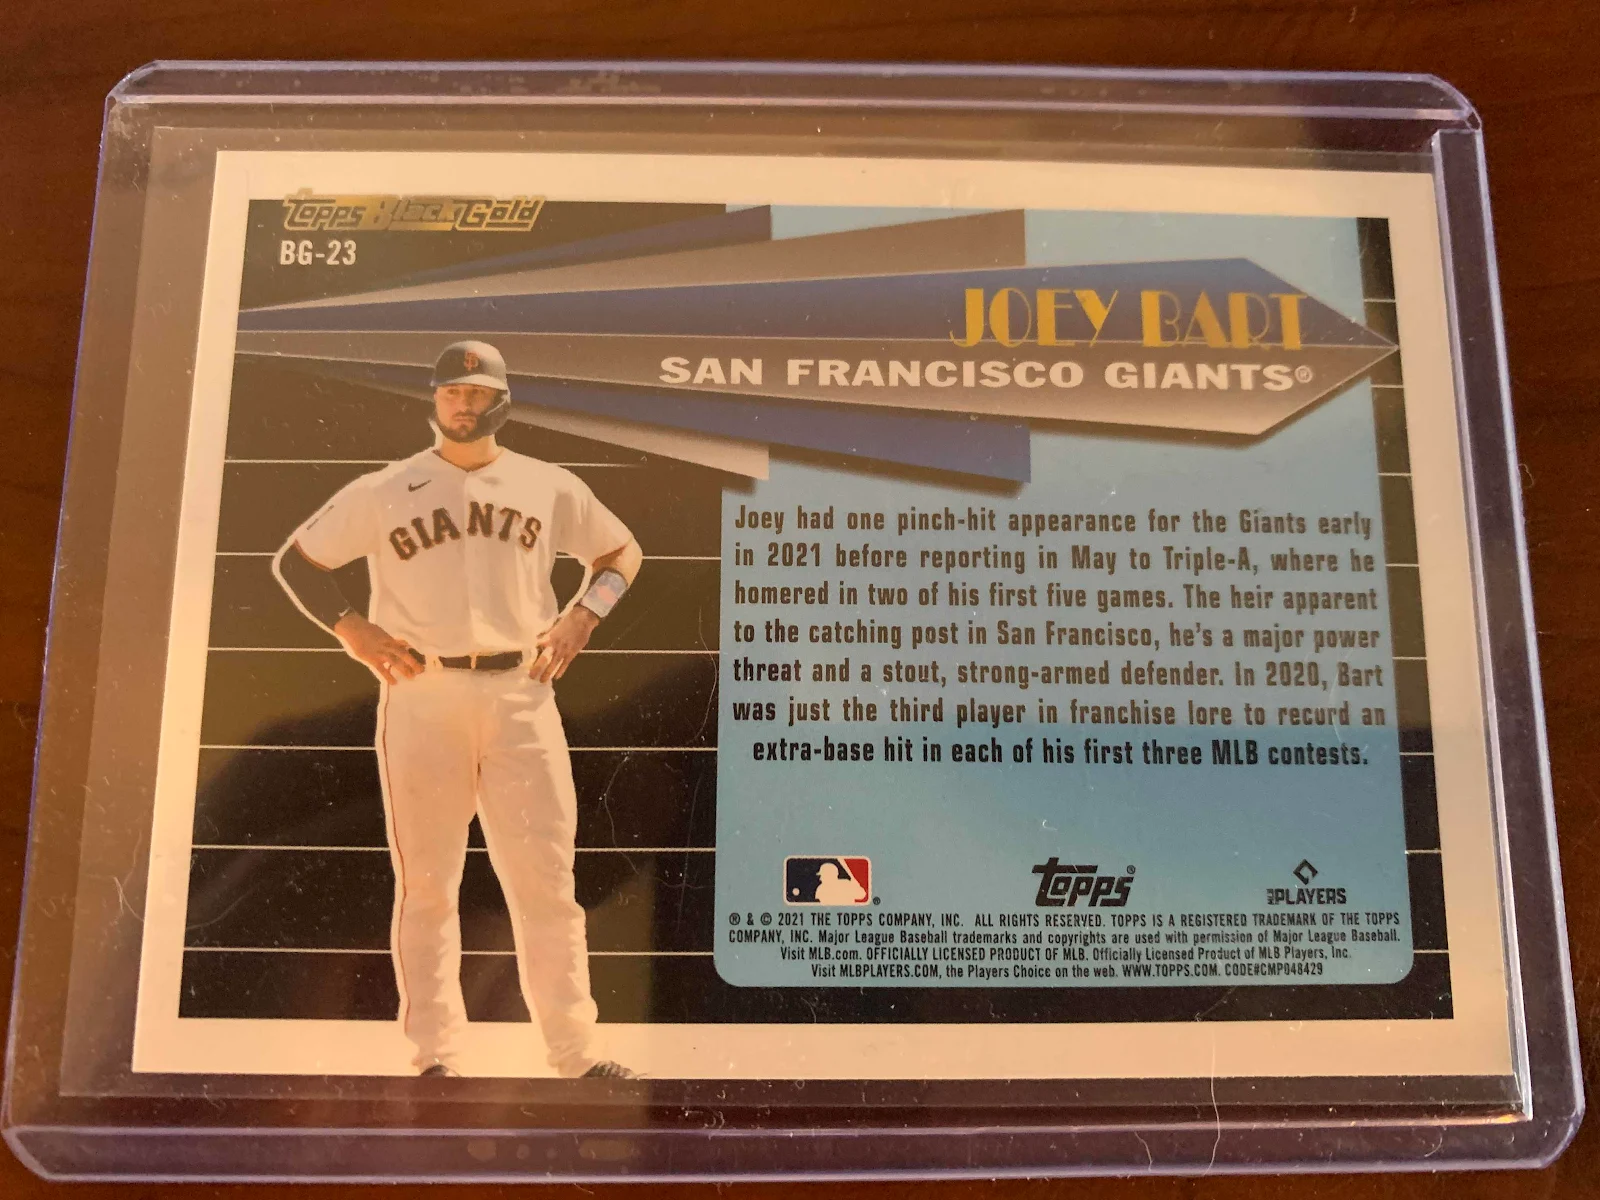 Topps Black Gold
BG-23
JOEY BART
SAN FRANCISCO GIANTS®
SF
GIANTS
Joey had one pinch-hit appearance for the Giants early
in 2021 before reporting in May to Triple-A, where he
homered in two of his first five games. The heir apparent
to the catching post in San Francisco, he's a major power
threat and a stout, strong-armed defender. In 2020, Bart
was just the third player in franchise lore to record an
extra-base hit in each of his first three MLB contests.
® topps® MLB PLAYERS
® & © 2021 THE TOPPS COMPANY, INC. ALL RIGHTS RESERVED. TOPPS IS A REGISTERED TRADEMARK OF THE TOPPS
COMPANY, INC. Major League Baseball trademarks and copyrights are used with permission of Major League Baseball.
Visit MLB.com. OFFICIALLY LICENSED PRODUCT OF MLB. Officially Licensed Product of MLB Players, Inc.
Visit MLBPLAYERS.COM, the Players Choice on the web. WWW.TOPPS.COM. CODE#CMP048429